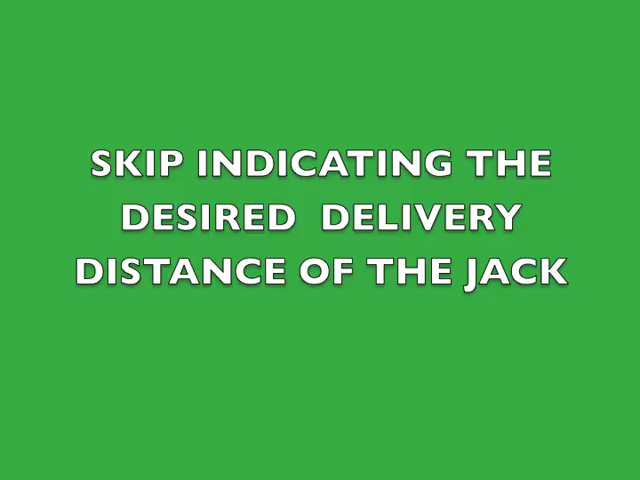 SKIP INDICATING THE
DESIRED  DELIVERY
DISTANCE OF THE JACK